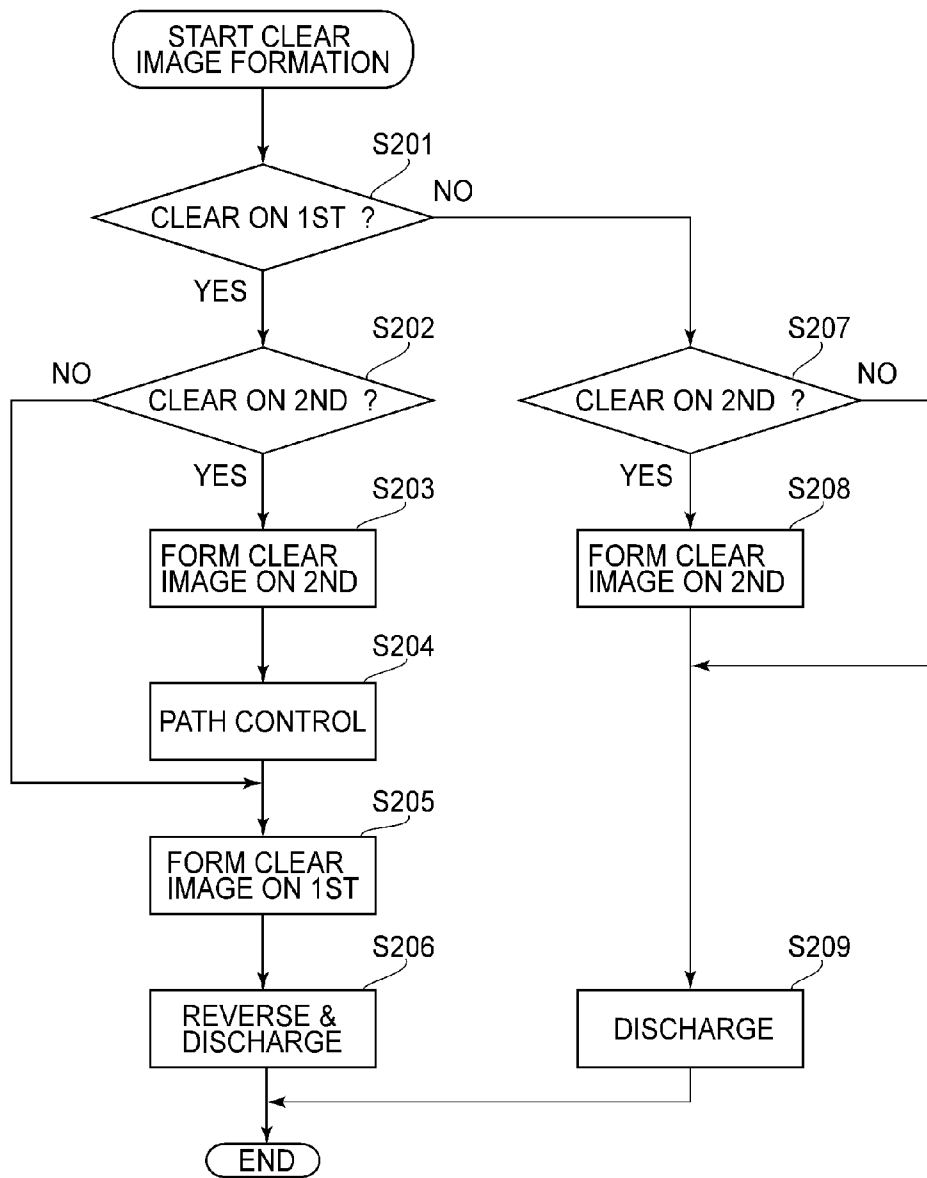 START CLEAR
IMAGE FORMATION
S201
CLEAR ON 1ST ?
NO
YES
S202
NO
CLEAR ON 2ND ?
YES
S203
FORM CLEAR
IMAGE ON 2ND
S204
PATH CONTROL
S205
FORM CLEAR
IMAGE ON 1ST
S206
REVERSE &
DISCHARGE
S207
CLEAR ON 2ND ?
NO
YES
S208
FORM CLEAR
IMAGE ON 2ND
S209
DISCHARGE
END